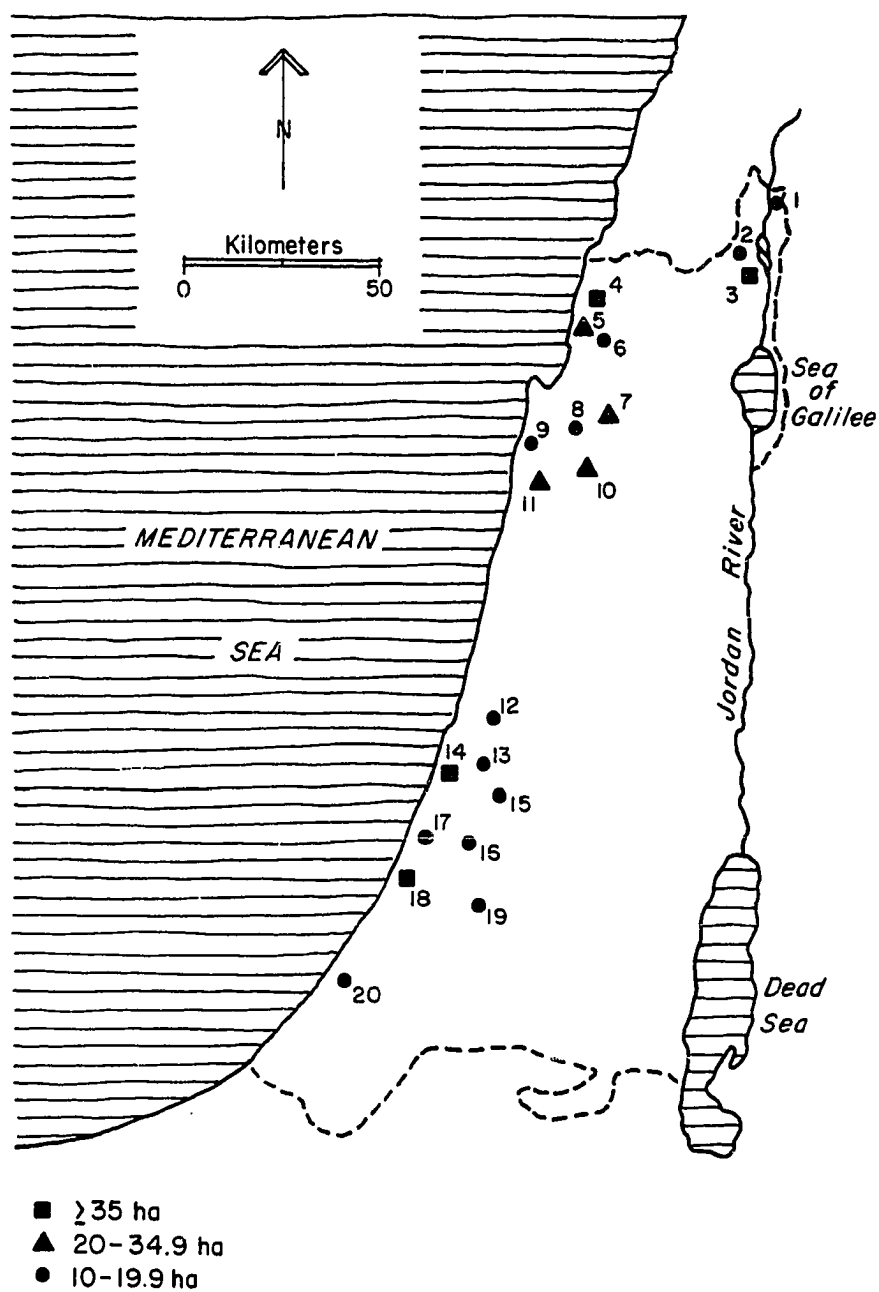 N
Kilometers
0 50
1
2
3
4
5
6
Sea
of
Galilee
7
8
9
10
11
MEDITERRANEAN
SEA
Jordan River
12
13
14
15
16
17
18
19
20
Dead
Sea
≥35 ha
20-34.9 ha
10-19.9 ha